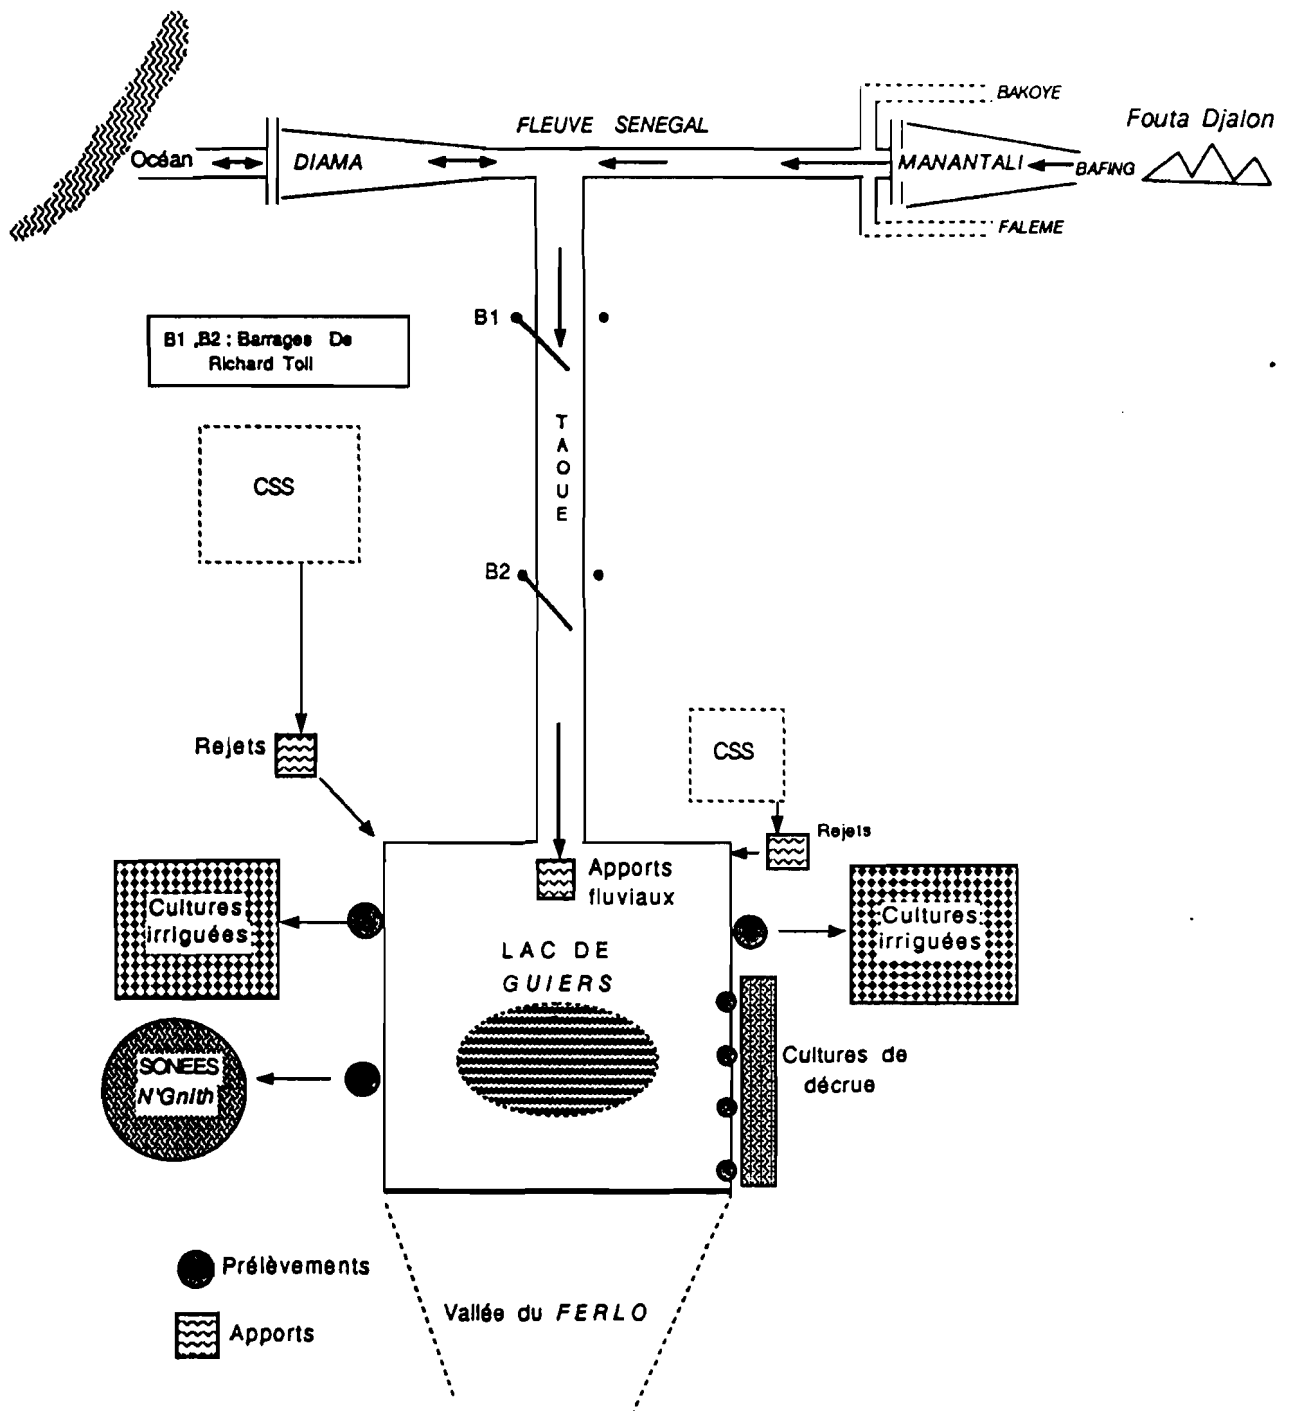 BAKOYE
Fouta Djalon
FLEUVE SENEGAL
Océan
DIAMA
MANANTALI
BAFING
FALEME
B1
B1 ,B2 : Barrages De
Richard Toll
TAOUE
CSS
B2
Rejets
CSS
Rejets
Apports
fluviaux
Cultures
irriguées
Cultures
irriguées
LAC DE
GUIERS
SONEES
N'Gnith
Cultures de
décrue
Prélèvements
Vallée du FERLO
Apports